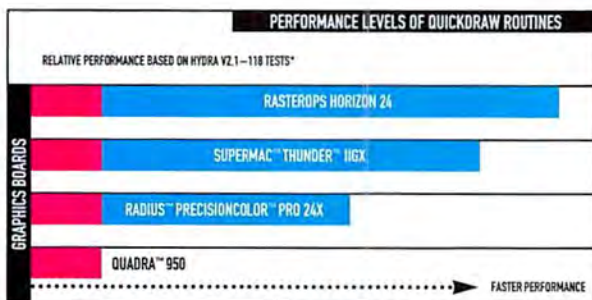 PERFORMANCE LEVELS OF QUICKDRAW ROUTINES
RELATIVE PERFORMANCE BASED ON HYDRA V2.1–118 TESTS*
GRAPHICS BOARDS
RASTEROPS HORIZON 24
SUPERMAC™ THUNDER™ IIGX
RADIUS™ PRECISIONCOLOR™ PRO 24X
QUADRA™ 950
FASTER PERFORMANCE